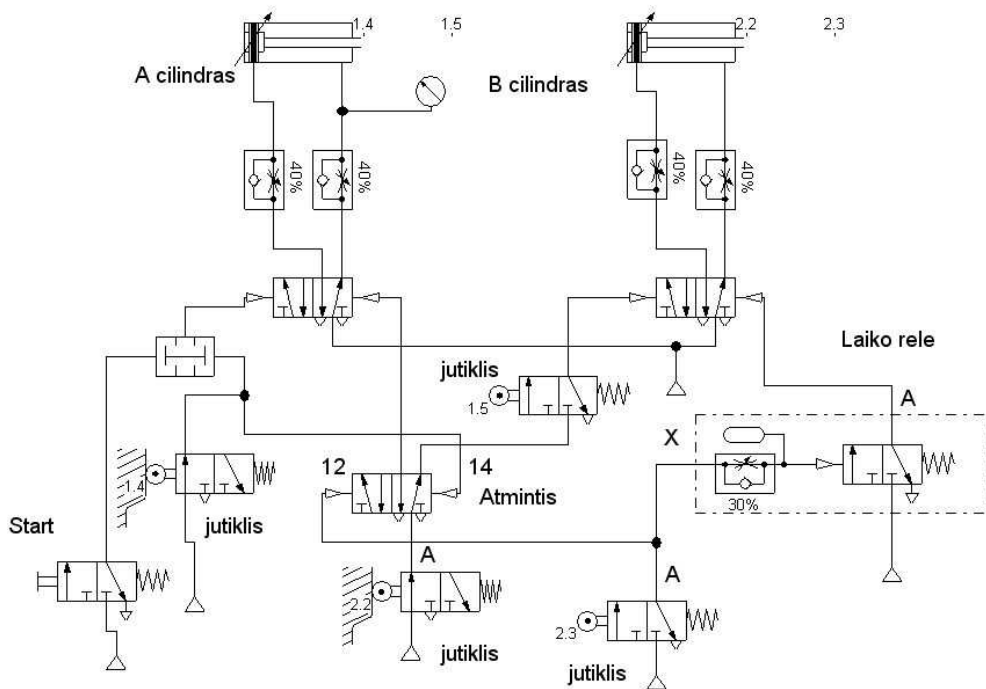 1.4
1.5
2.2
2.3
A cilindras
B cilindras
40%
40%
40%
40%
Laiko rele
jutiklis
1.5
A
X
12
14
Atmintis
1.4
jutiklis
30%
Start
A
A
2.2
2.3
jutiklis
jutiklis